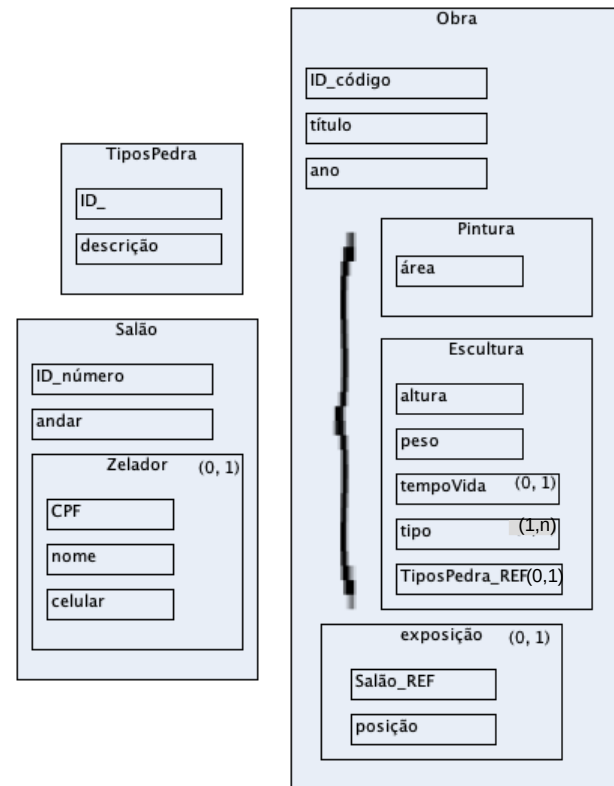 TiposPedra
ID_
descrição
Salão
ID_número
andar
Zelador (0, 1)
CPF
nome
celular
Obra
ID_código
título
ano
Pintura
área
Escultura
altura
peso
tempoVida (0, 1)
tipo (1,n)
TiposPedra_REF(0,1)
exposição (0, 1)
Salão_REF
posição